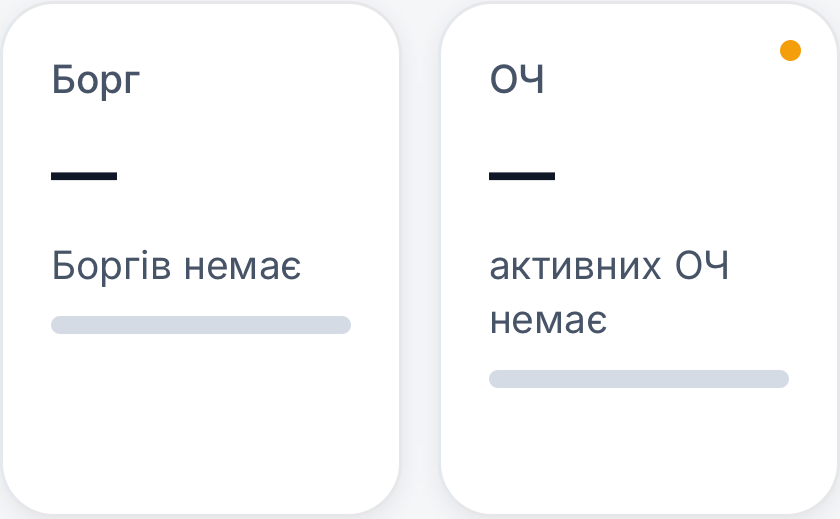 Борг
—
Боргів немає
ОЧ
—
активних ОЧ
немає